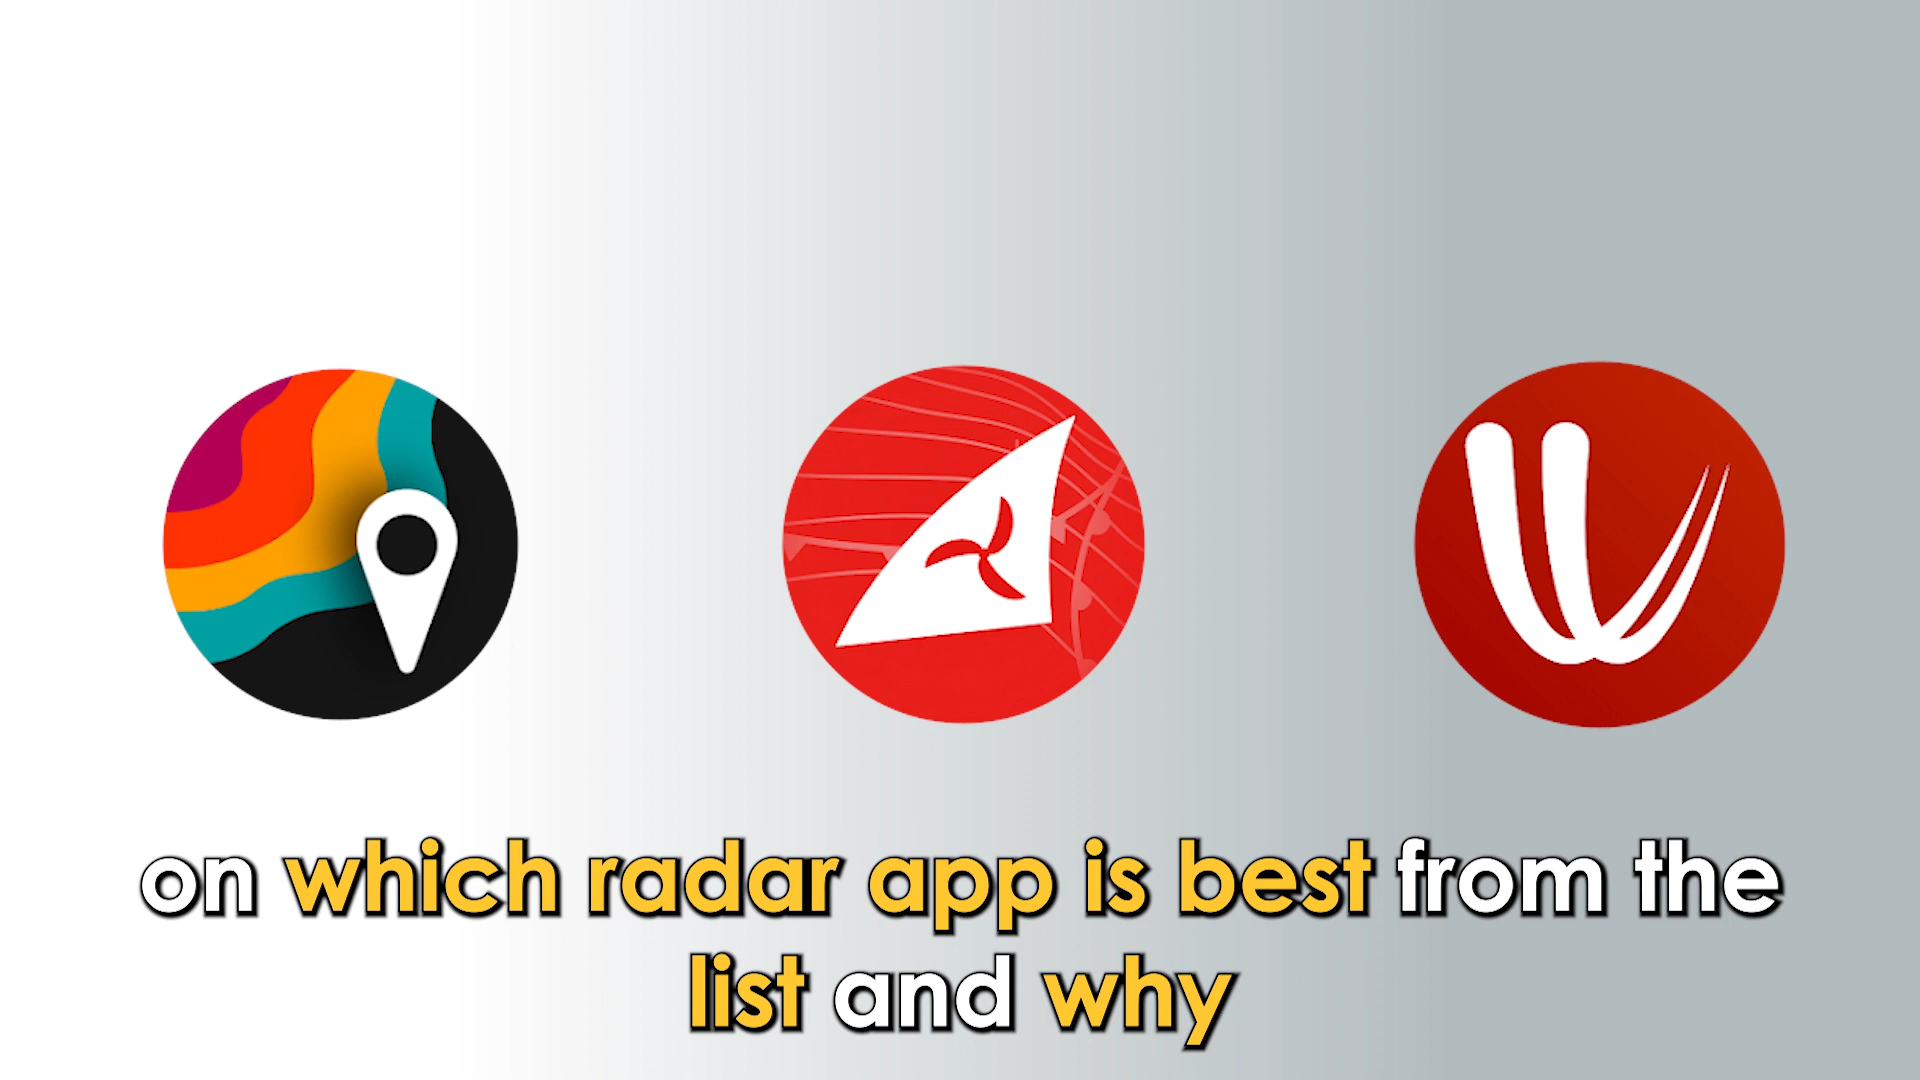 on which radar app is best from the
list and why